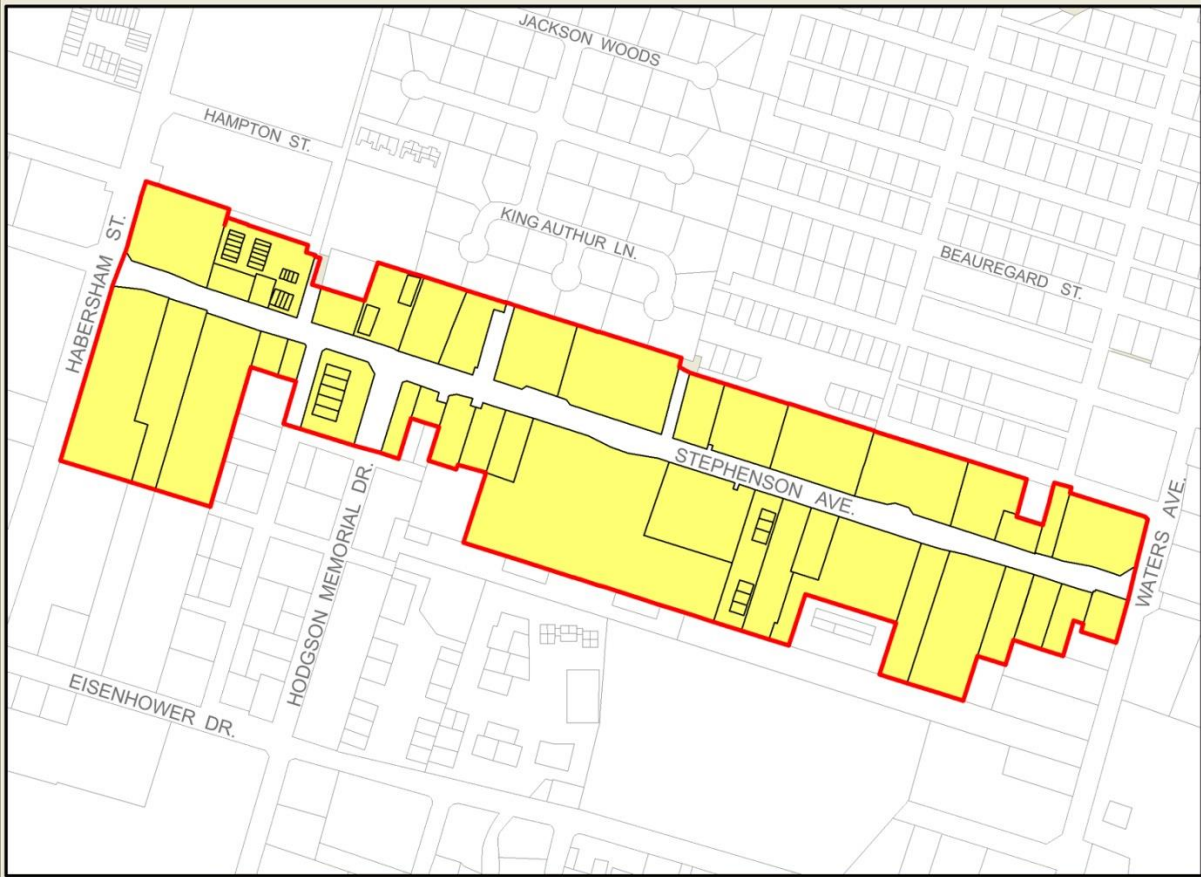 JACKSON WOODS
HAMPTON ST.
KING AUTHUR LN.
HABERSHAM ST.
BEAUREGARD ST.
STEPHENSON AVE.
WATERS AVE.
HODGSON MEMORIAL DR.
EISENHOWER DR.